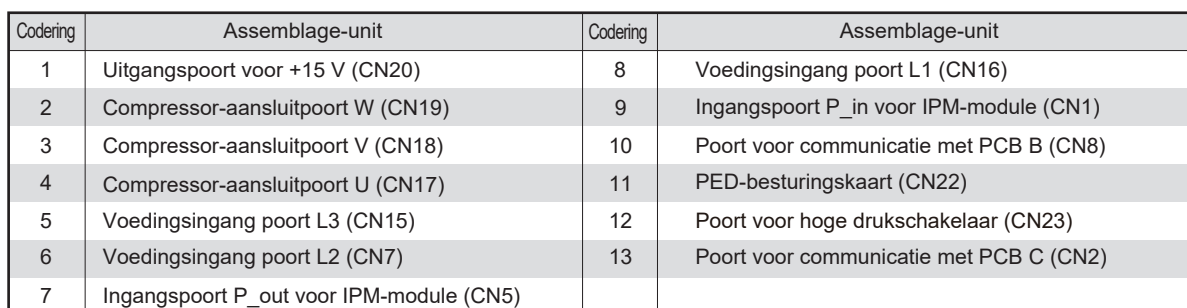 Codering Assemblage-unit Codering Assemblage-unit
1 Uitgangspoort voor +15 V (CN20) 8 Voedingsingang poort L1 (CN16)
2 Compressor-aansluitpoort W (CN19) 9 Ingangspoort P_in voor IPM-module (CN1)
3 Compressor-aansluitpoort V (CN18) 10 Poort voor communicatie met PCB B (CN8)
4 Compressor-aansluitpoort U (CN17) 11 PED-besturingskaart (CN22)
5 Voedingsingang poort L3 (CN15) 12 Poort voor hoge drukschakelaar (CN23)
6 Voedingsingang poort L2 (CN7) 13 Poort voor communicatie met PCB C (CN2)
7 Ingangspoort P_out voor IPM-module (CN5)